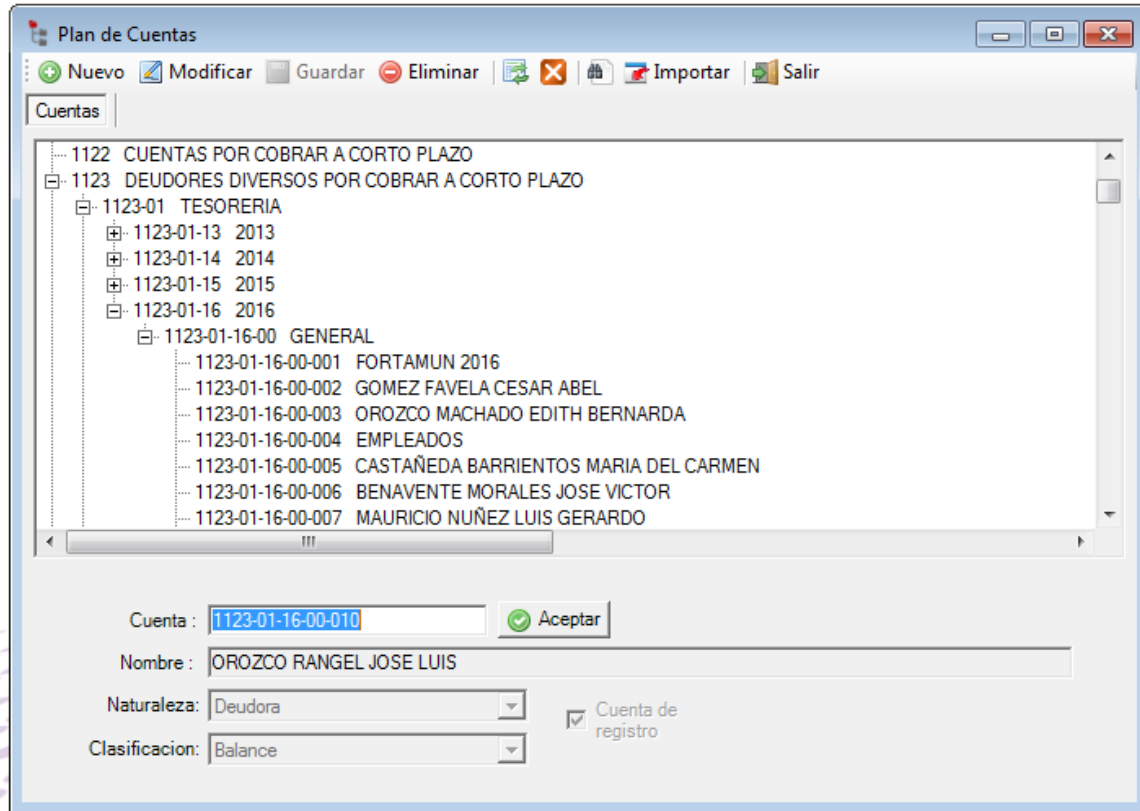 Plan de Cuentas
Nuevo Modificar Guardar Eliminar Importar Salir
Cuentas
1122 CUENTAS POR COBRAR A CORTO PLAZO
1123 DEUDORES DIVERSOS POR COBRAR A CORTO PLAZO
1123-01 TESORERIA
1123-01-13 2013
1123-01-14 2014
1123-01-15 2015
1123-01-16 2016
1123-01-16-00 GENERAL
1123-01-16-00-001 FORTAMUN 2016
1123-01-16-00-002 GOMEZ FAVELA CESAR ABEL
1123-01-16-00-003 OROZCO MACHADO EDITH BERNARDA
1123-01-16-00-004 EMPLEADOS
1123-01-16-00-005 CASTAÑEDA BARRIENTOS MARIA DEL CARMEN
1123-01-16-00-006 BENAVENTE MORALES JOSE VICTOR
1123-01-16-00-007 MAURICIO NUÑEZ LUIS GERARDO
Cuenta : 1123-01-16-00-010 Aceptar
Nombre : OROZCO RANGEL JOSE LUIS
Naturaleza: Deudora Cuenta de
registro
Clasificacion: Balance